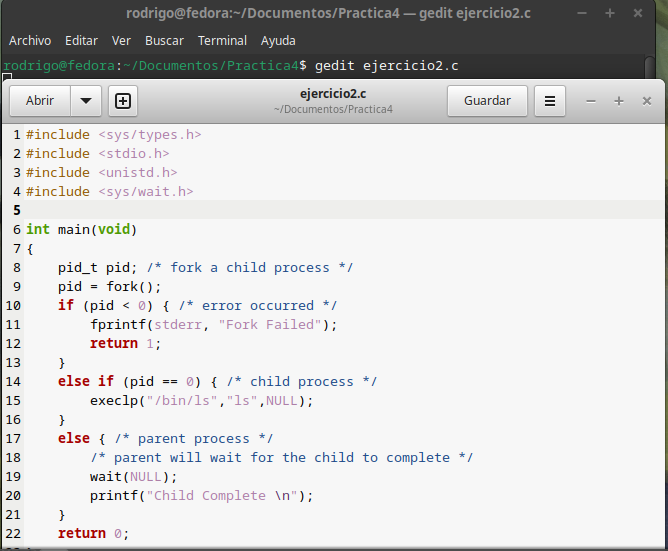 rodrigo@fedora:~/Documentos/Practica4 — gedit ejercicio2.c
Archivo Editar Ver Buscar Terminal Ayuda
rodrigo@fedora:~/Documentos/Practica4$ gedit ejercicio2.c
Abrir
ejercicio2.c
~/Documentos/Practica4
Guardar
1 #include <sys/types.h>
2 #include <stdio.h>
3 #include <unistd.h>
4 #include <sys/wait.h>
5
6 int main(void)
7 {
8     pid_t pid; /* fork a child process */
9     pid = fork();
10     if (pid < 0) { /* error occurred */
11         fprintf(stderr, "Fork Failed");
12         return 1;
13     }
14     else if (pid == 0) { /* child process */
15         execlp("/bin/ls","ls",NULL);
16     }
17     else { /* parent process */
18         /* parent will wait for the child to complete */
19         wait(NULL);
20         printf("Child Complete \n");
21     }
22     return 0;